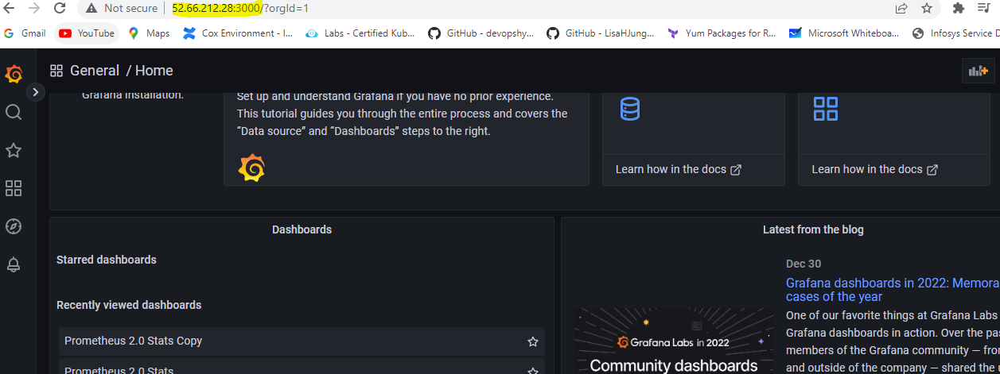 Not secure 52.66.212.28:3000/?orgId=1
Gmail YouTube Maps Cox Environment - I... Labs - Certified Kub... GitHub - devopshy... GitHub - LisaHJung... Yum Packages for R... Microsoft Whiteboa... Infosys Service D
General / Home
Grafana installation.
Set up and understand Grafana if you have no prior experience.
This tutorial guides you through the entire process and covers the
“Data source” and “Dashboards” steps to the right.
Learn how in the docs
Learn how in the docs
Dashboards
Starred dashboards
Recently viewed dashboards
Prometheus 2.0 Stats Copy
Prometheus 2.0 Stats
Latest from the blog
Dec 30
Grafana dashboards in 2022: Memora
cases of the year
One of our favorite things at Grafana Labs
Grafana dashboards in action. Over the pas
members of the Grafana community — fro
and outside of the company — shared the
Grafana Labs in 2022
Community dashboards